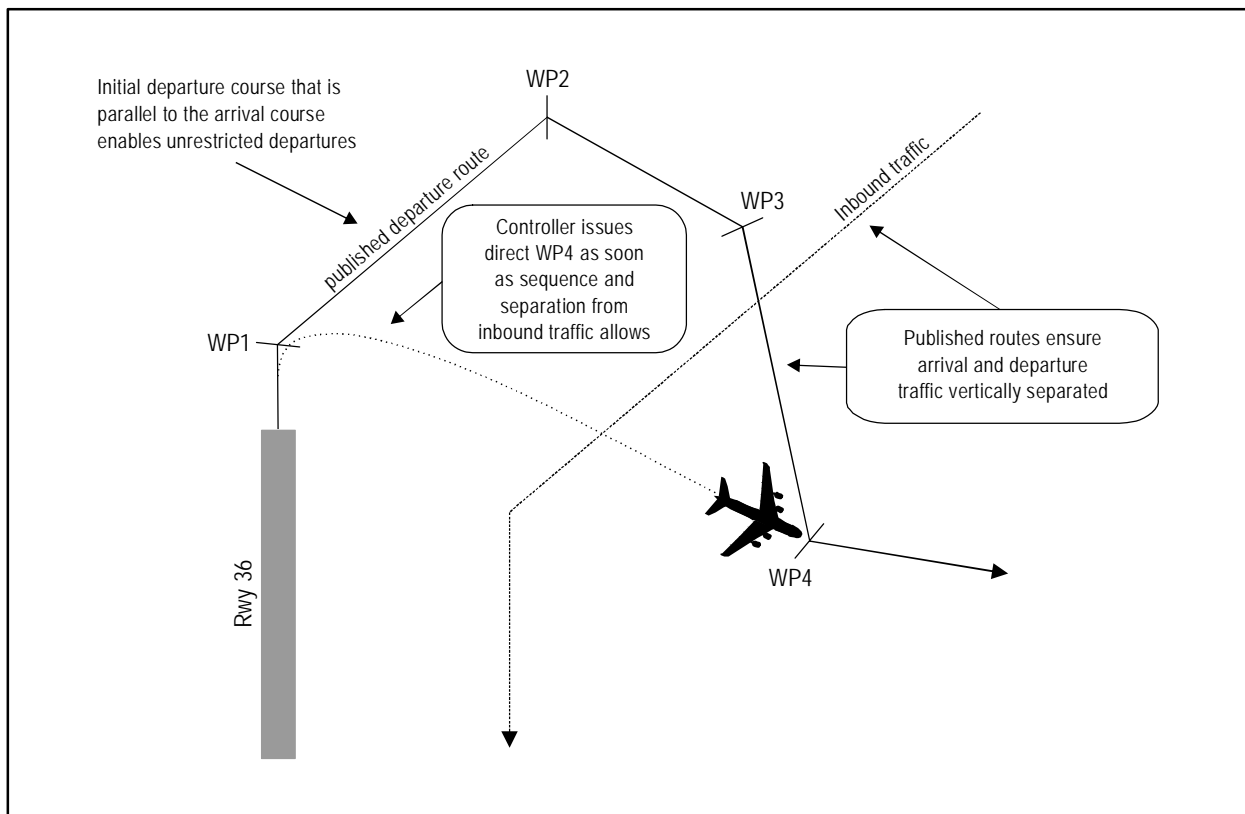 WP2
Initial departure course that is
parallel to the arrival course
enables unrestricted departures
published departure route
Inbound traffic
WP3
Controller issues
direct WP4 as soon
as sequence and
separation from
inbound traffic allows
WP1
Published routes ensure
arrival and departure
traffic vertically separated
Rwy 36
WP4